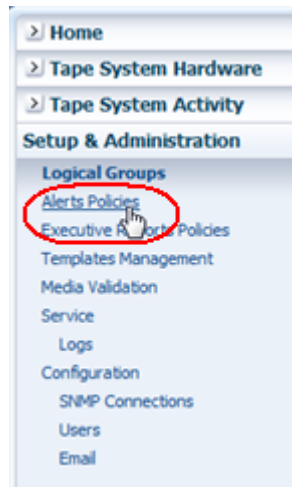 Home
Tape System Hardware
Tape System Activity
Setup & Administration
Logical Groups
Alerts Policies
Executive Reports Policies
Templates Management
Media Validation
Service
Logs
Configuration
SNMP Connections
Users
Email